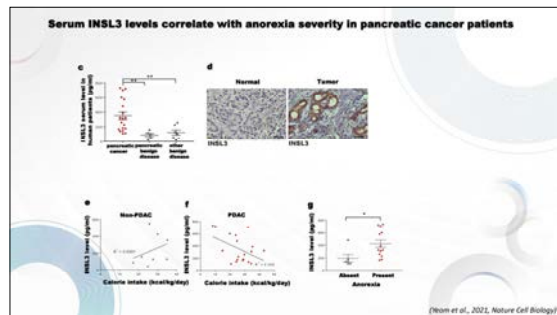 Serum INSL3 levels correlate with anorexia severity in pancreatic cancer patients
c
INSL3 serum level in
human patients (pg/ml)
**
**
pancreatic
cancer
pancreatic
benign
disease
other
benign
disease
d
Normal
Tumor
INSL3
INSL3
e
Non-PDAC
INSL3 level (pg/ml)
Calorie intake (kcal/kg/day)
f
PDAC
INSL3 level (pg/ml)
Calorie intake (kcal/kg/day)
g
INSL3 level (pg/ml)
*
Absent
Present
Anorexia
(Yeom et al., 2021, Nature Cell Biology)